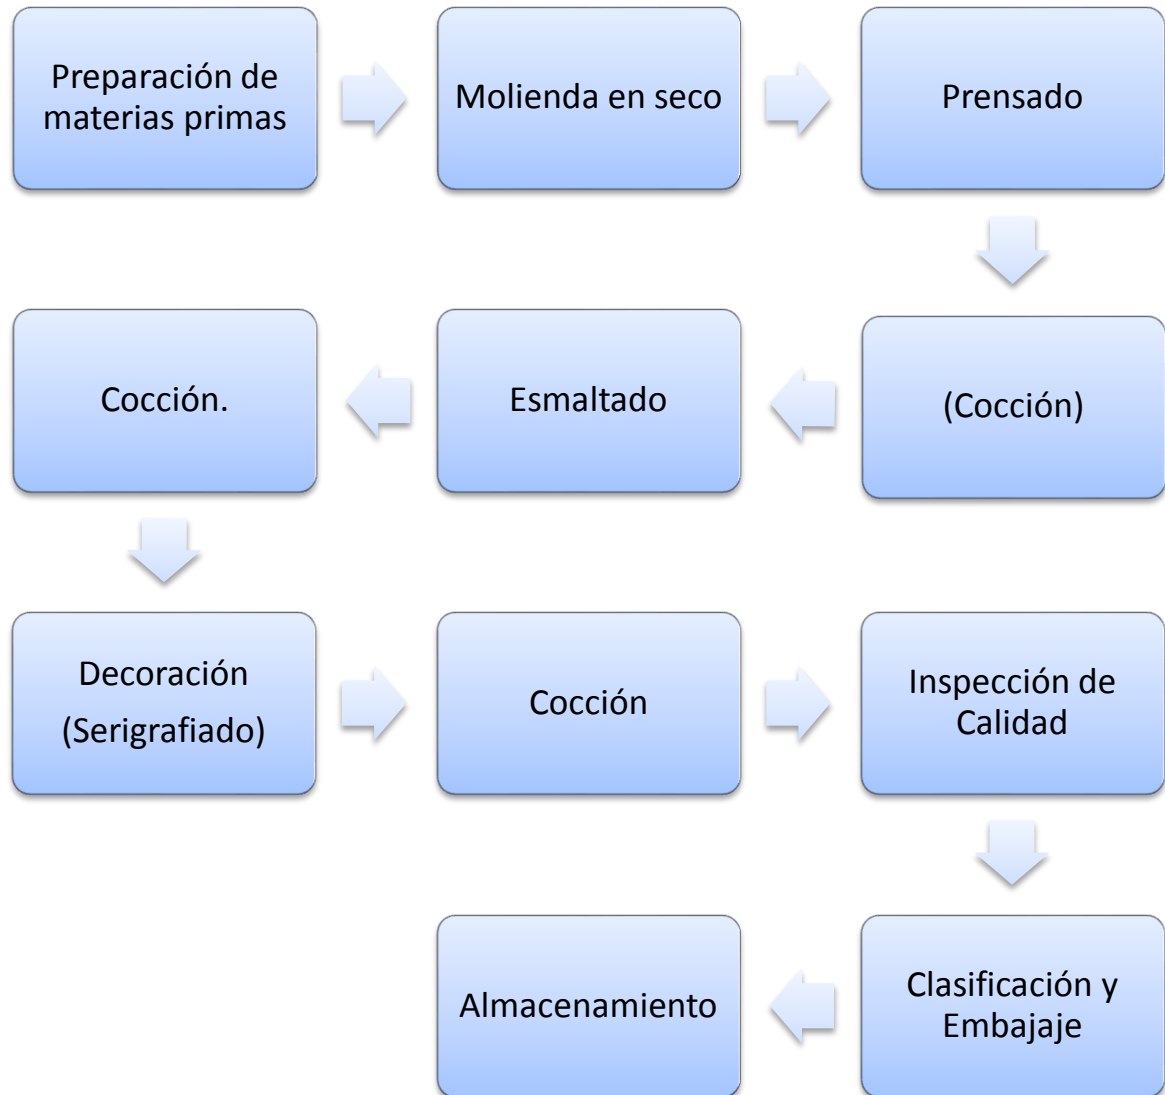 Preparación de
materias primas
Molienda en seco
Prensado
(Cocción)
Esmaltado
Cocción.
Decoración
(Serigrafiado)
Cocción
Inspección de
Calidad
Clasificación y
Embajaje
Almacenamiento